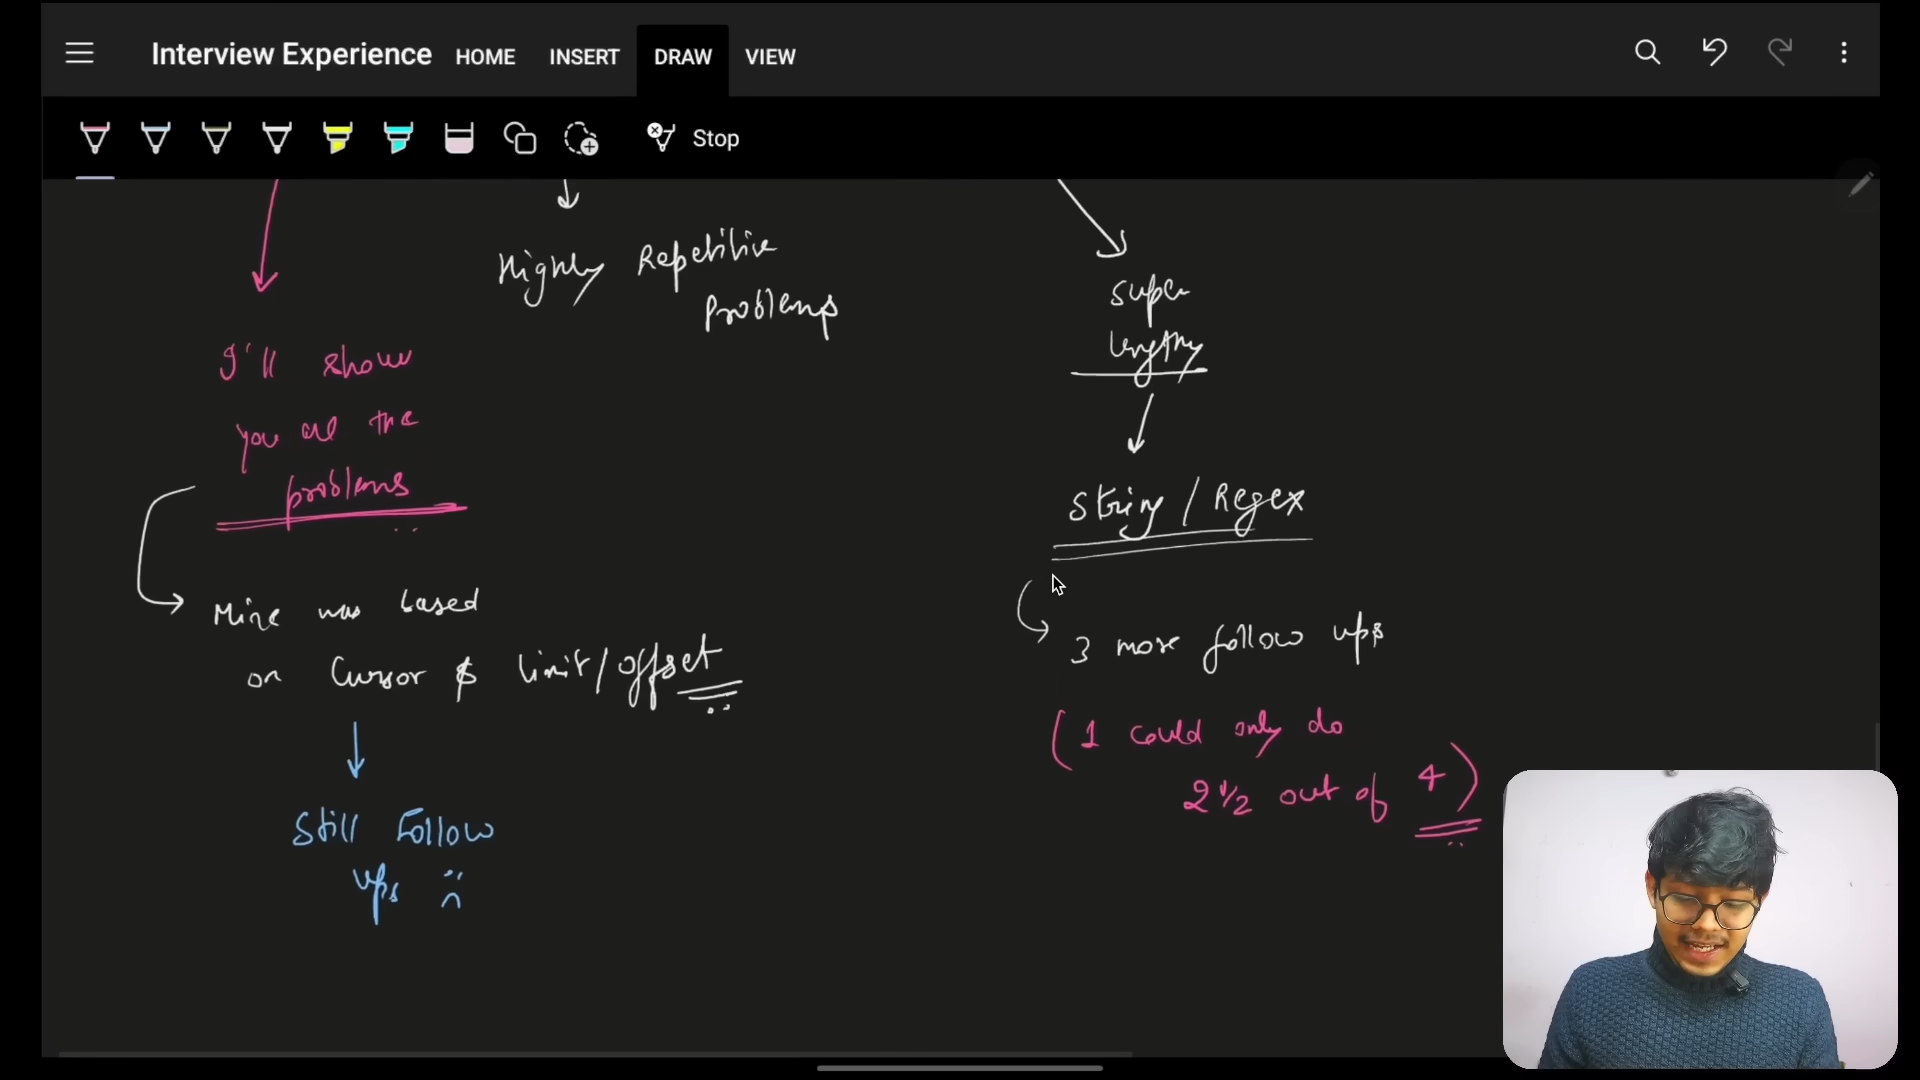 Interview Experience HOME INSERT DRAW VIEW
Stop
Highly Repetitive
Problems
I'll show
you all the
problems
Mine was based
on Cursor & limit/offset
Still Follow
ups
super
lengthy
String / Regex
3 more follow ups
(I could only do
2 1/2 out of 4)